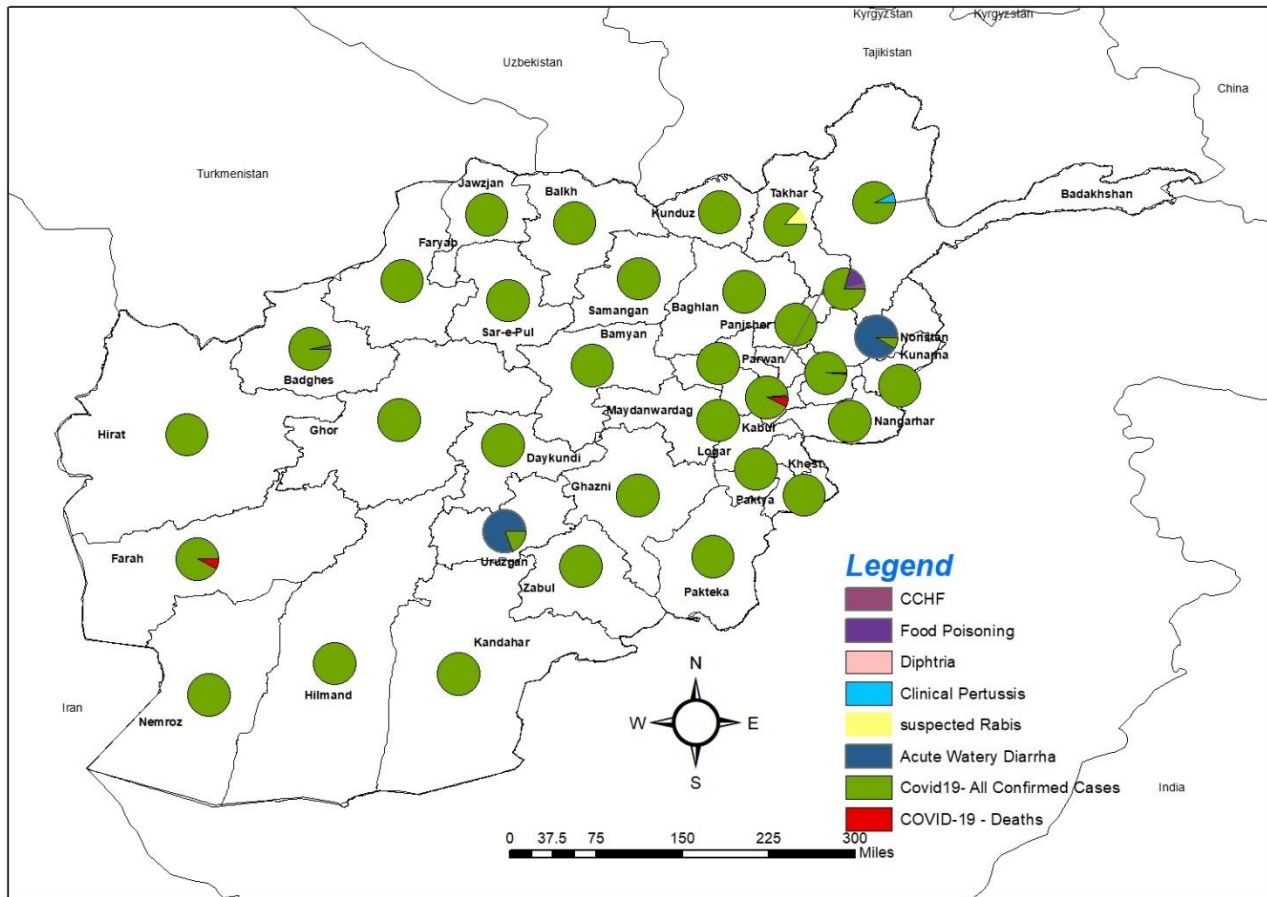 Kyrgyzstan
Kyrgyzstan
Tajikistan
Uzbekistan
China
Turkmenistan
Jawzjan
Balkh
Kunduz
Takhar
Badakhshan
Faryab
Samangan
Baghlan
Sar-e-Pul
Panjsher
Bamyan
Noristan
Kunarha
Parwan
Badghes
Maydanwardag
Kabul
Nangarhar
Hirat
Ghor
Logar
Daykundi
Khost
Ghazni
Paktya
Farah
Uruzgan
Zabul
Pakteka
Kandahar
Hilmand
Nemroz
Iran
India
N
W
E
S
Legend
CCHF
Food Poisoning
Diphtria
Clinical Pertussis
suspected Rabis
Acute Watery Diarrha
Covid19- All Confirmed Cases
COVID-19 - Deaths
0 37.5 75 150 225 300
Miles